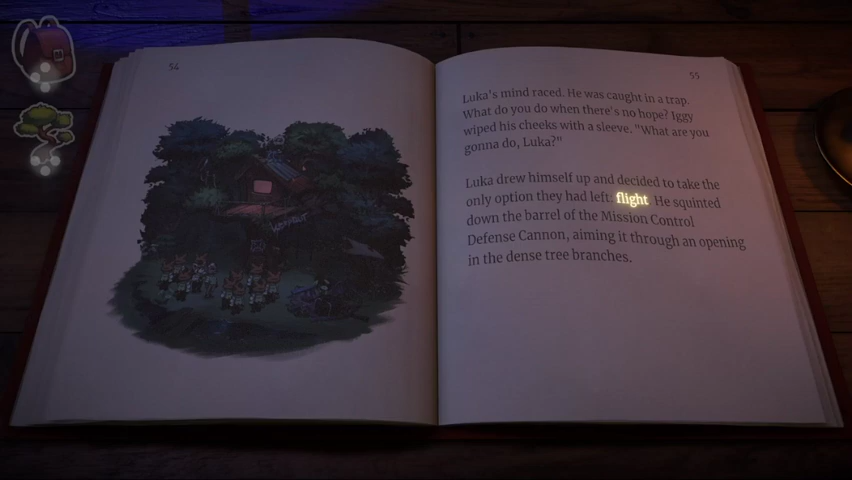 54
55
Luka's mind raced. He was caught in a trap.
What do you do when there's no hope? Iggy
wiped his cheeks with a sleeve. "What are you
gonna do, Luka?"
Luka drew himself up and decided to take the
only option they had left: flight. He squinted
down the barrel of the Mission Control
Defense Cannon, aiming it through an opening
in the dense tree branches.